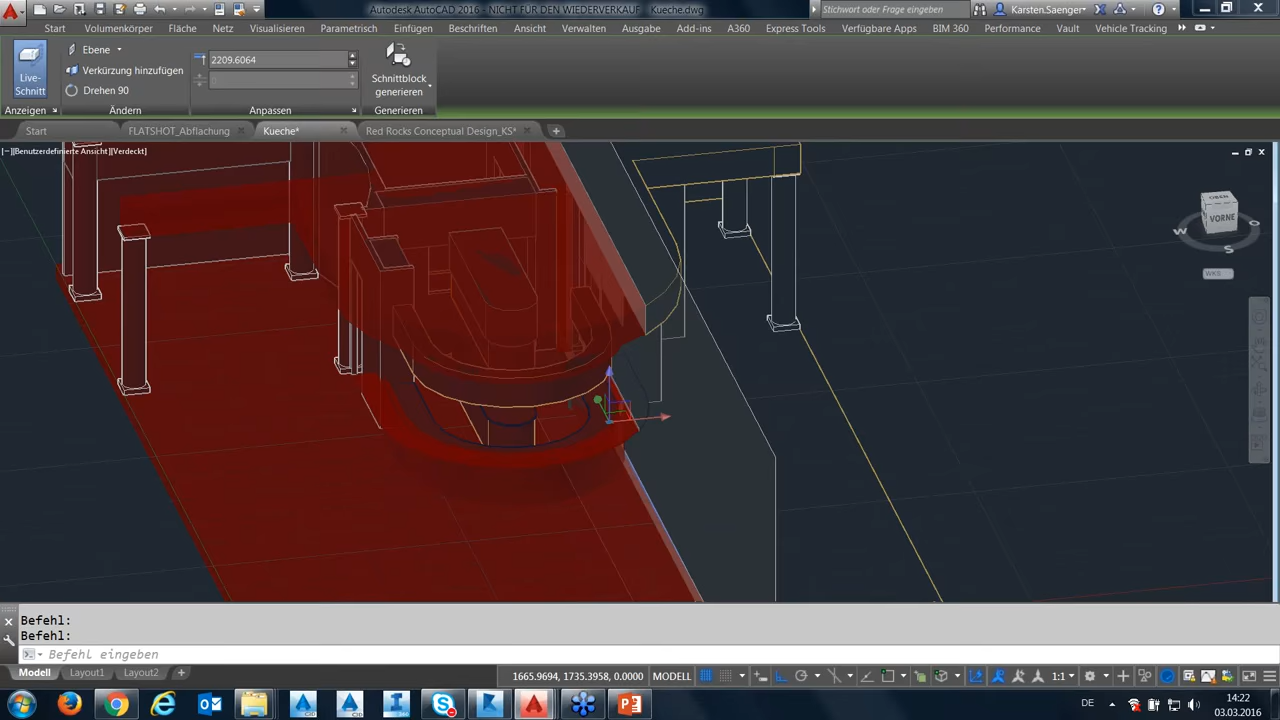 Autodesk AutoCAD 2016 - NICHT FÜR DEN WIEDERVERKAUF   Kueche.dwg
Stichwort oder Frage eingeben
Karsten.Saenger
Start Volumenkörper Fläche Netz Visualisieren Parametrisch Einfügen Beschriften Ansicht Verwalten Ausgabe Add-ins A360 Express Tools Verfügbare Apps BIM 360 Performance Vault Vehicle Tracking
Live-Schnitt
Ebene
Verkürzung hinzufügen
Drehen 90
2209.6064
Schnittblock generieren
Anzeigen Ändern Anpassen Generieren
Start FLATSHOT_Abflachung Kueche* Red Rocks Conceptual Design_KS*
[−][Benutzerdefinierte Ansicht][Verdeckt]
OBEN
VORNE
W
O
S
WKS
Befehl:
Befehl:
Befehl eingeben
Modell Layout1 Layout2
1665.9694, 1735.3958, 0.0000 MODELL
1:1
DE
14:22
03.03.2016